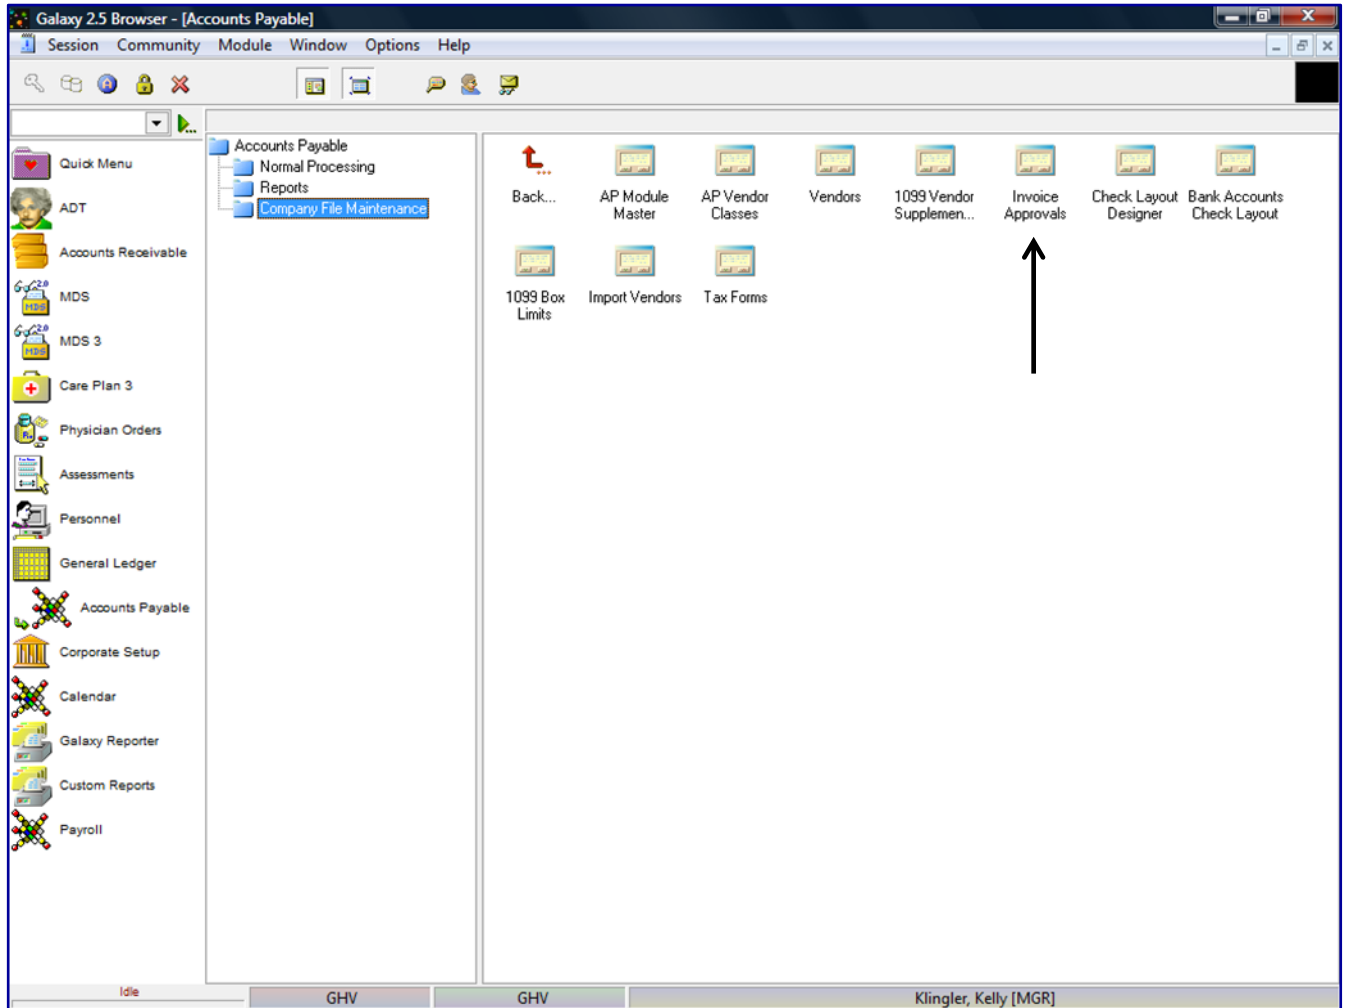 Galaxy 2.5 Browser - [Accounts Payable]
Session Community Module Window Options Help
Quick Menu
ADT
Accounts Receivable
MDS
MDS 3
Care Plan 3
Physician Orders
Assessments
Personnel
General Ledger
Accounts Payable
Corporate Setup
Calendar
Galaxy Reporter
Custom Reports
Payroll
Accounts Payable
Normal Processing
Reports
Company File Maintenance
Back...
AP Module
Master
AP Vendor
Classes
Vendors
1099 Vendor
Supplemen...
Invoice
Approvals
Check Layout
Designer
Bank Accounts
Check Layout
1099 Box
Limits
Import Vendors
Tax Forms
Idle
GHV
GHV
Klingler, Kelly [MGR]